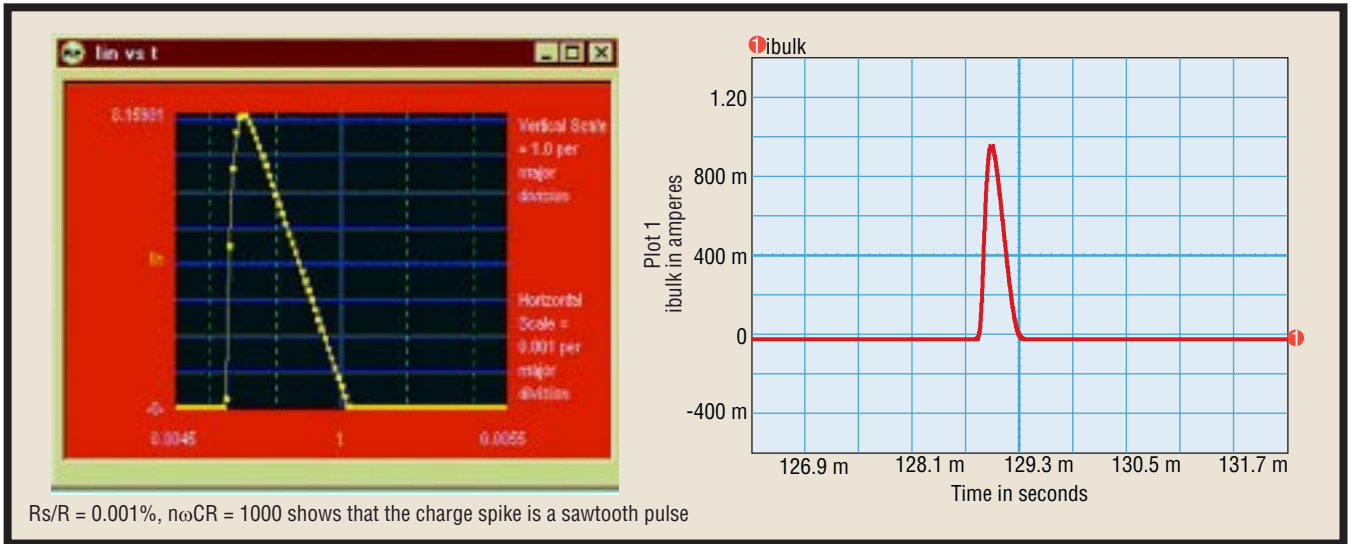 Iin vs t
8.15901
Vertical Scale
= 1.0 per
major
division
Iin
Horizontal
Scale =
0.001 per
major
division
-0-
0.0045
t
0.0055
1 ibulk
1.20
800 m
400 m
0
-400 m
Plot 1
ibulk in amperes
1
126.9 m 128.1 m 129.3 m 130.5 m 131.7 m
Time in seconds
Rs/R = 0.001%, nωCR = 1000 shows that the charge spike is a sawtooth pulse